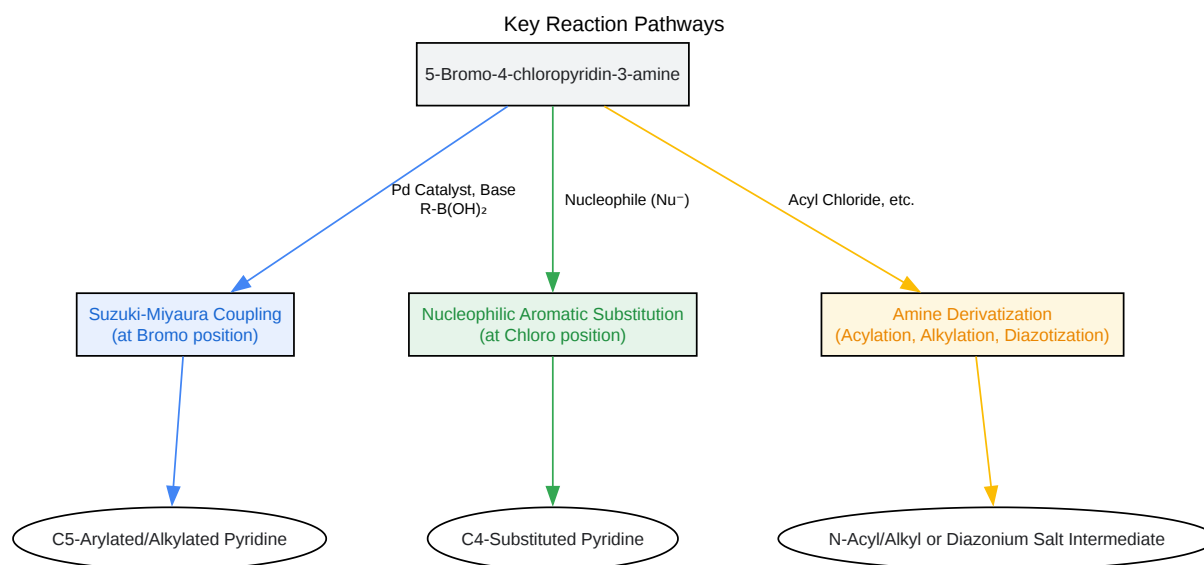 Key Reaction Pathways
5-Bromo-4-chloropyridin-3-amine
Pd Catalyst, Base
R-B(OH)₂
Nucleophile (Nu⁻)
Acyl Chloride, etc.
Suzuki-Miyaura Coupling
(at Bromo position)
Nucleophilic Aromatic Substitution
(at Chloro position)
Amine Derivatization
(Acylation, Alkylation, Diazotization)
C5-Arylated/Alkylated Pyridine
C4-Substituted Pyridine
N-Acyl/Alkyl or Diazonium Salt Intermediate